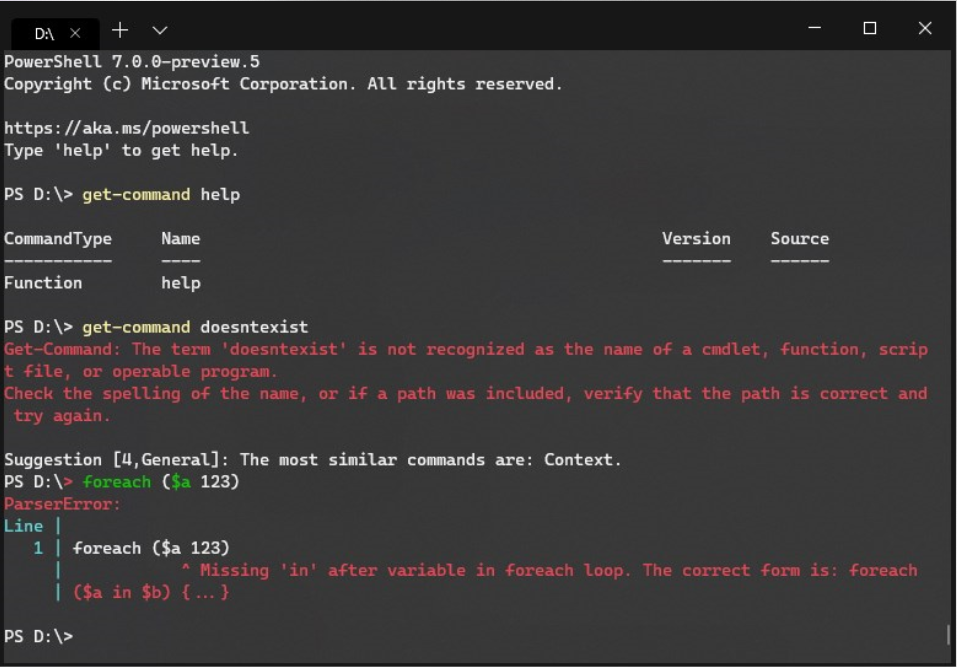 D:\
PowerShell 7.0.0-preview.5
Copyright (c) Microsoft Corporation. All rights reserved.
https://aka.ms/powershell
Type 'help' to get help.
PS D:\> get-command help
CommandType     Name                                               Version    Source
-----------     ----                                               -------    ------
Function        help
PS D:\> get-command doesntexist
Get-Command: The term 'doesntexist' is not recognized as the name of a cmdlet, function, scrip
t file, or operable program.
Check the spelling of the name, or if a path was included, verify that the path is correct and
 try again.
Suggestion [4,General]: The most similar commands are: Context.
PS D:\> foreach ($a 123)
ParserError:
Line |
   1 | foreach ($a 123)
     |            ^ Missing 'in' after variable in foreach loop. The correct form is: foreach
     | ($a in $b) {...}
PS D:\>